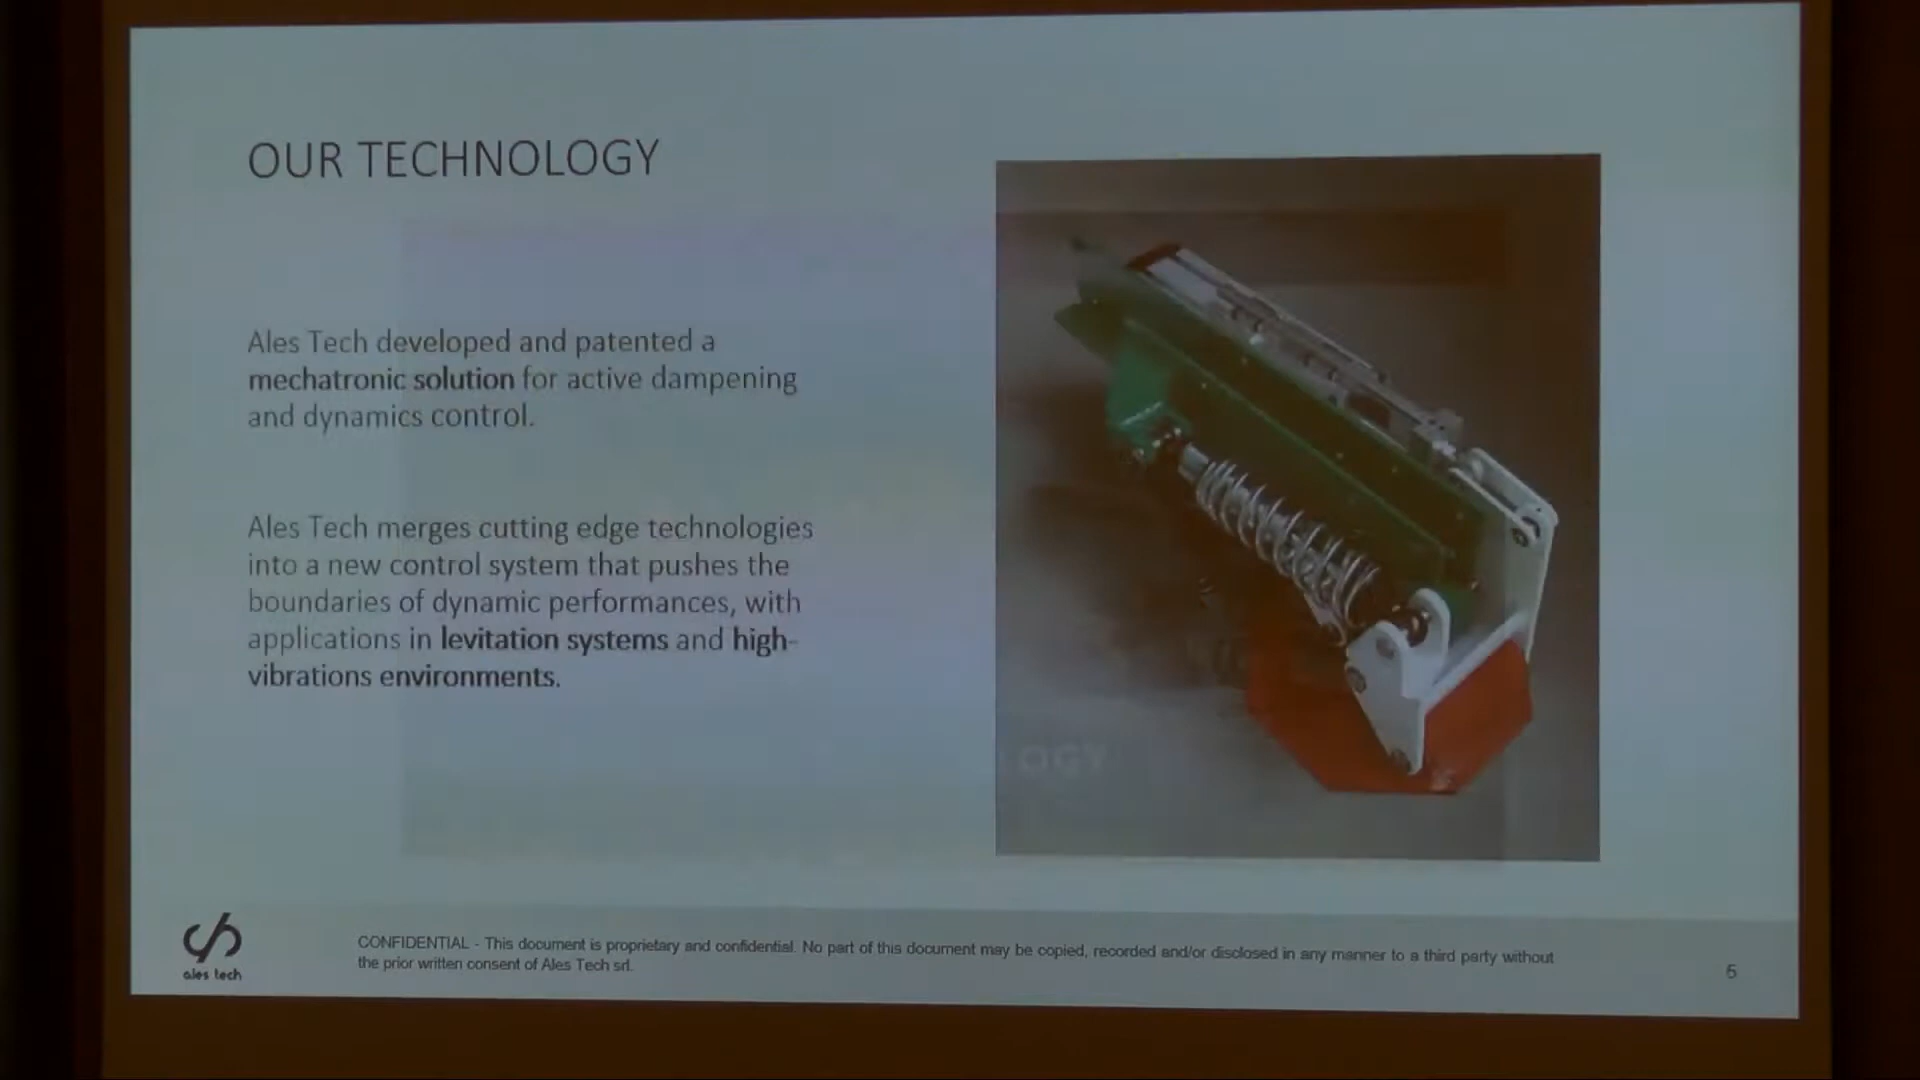 OUR TECHNOLOGY
Ales Tech developed and patented a
mechatronic solution for active dampening
and dynamics control.
Ales Tech merges cutting edge technologies
into a new control system that pushes the
boundaries of dynamic performances, with
applications in levitation systems and high-
vibrations environments.
OGY
ales tech
CONFIDENTIAL - This document is proprietary and confidential. No part of this document may be copied, recorded and/or disclosed in any manner to a third party without
the prior written consent of Ales Tech srl.